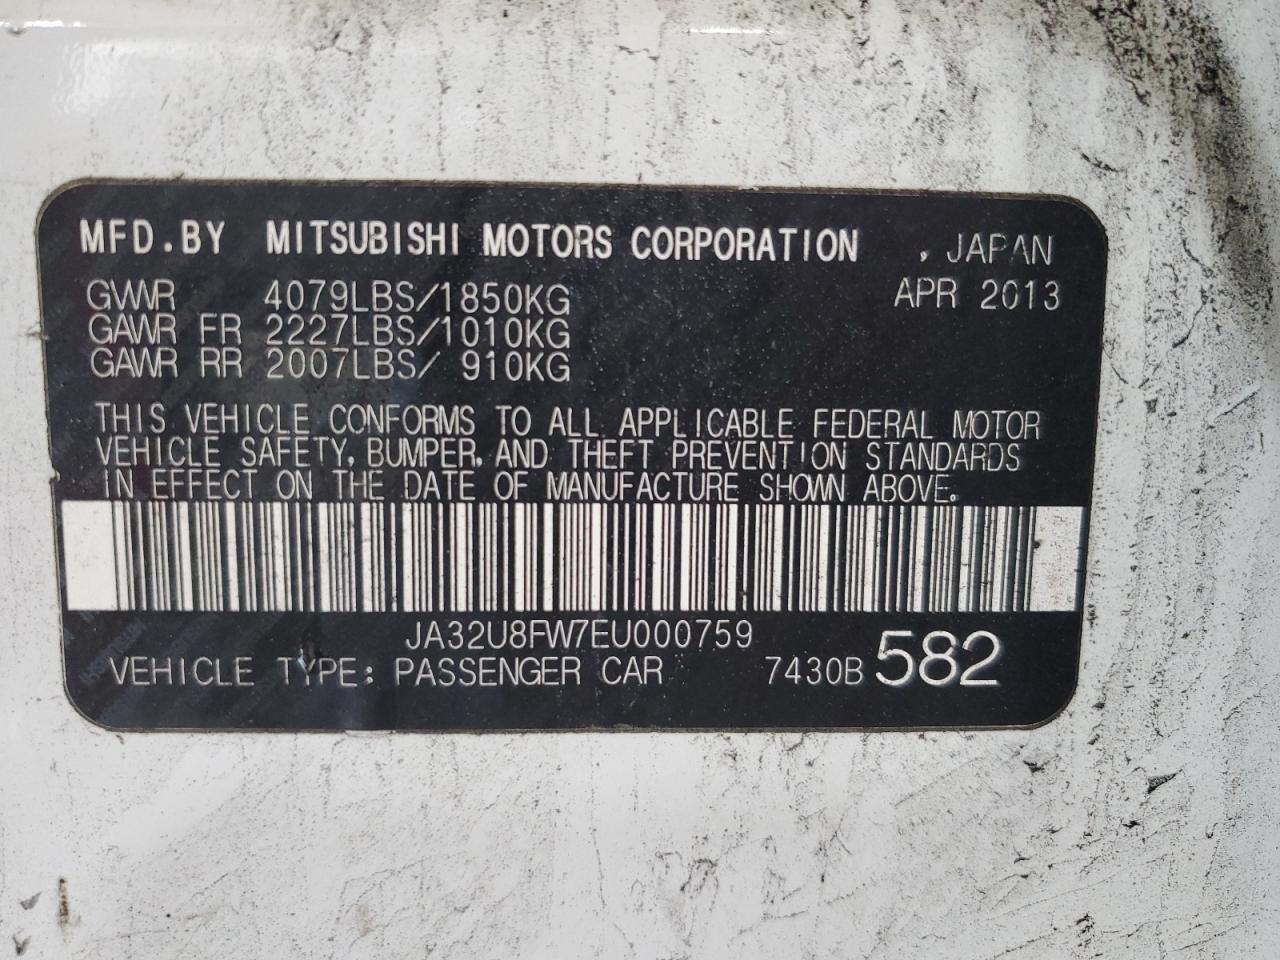 MFD.BY MITSUBISHI MOTORS CORPORATION , JAPAN
GVWR 4079LBS/1850KG APR 2013
GAWR FR 2227LBS/1010KG
GAWR RR 2007LBS/ 910KG
THIS VEHICLE CONFORMS TO ALL APPLICABLE FEDERAL MOTOR
VEHICLE SAFETY, BUMPER, AND THEFT PREVENTION STANDARDS
IN EFFECT ON THE DATE OF MANUFACTURE SHOWN ABOVE.
JA32U8FW7EU000759
VEHICLE TYPE: PASSENGER CAR 7430B 582